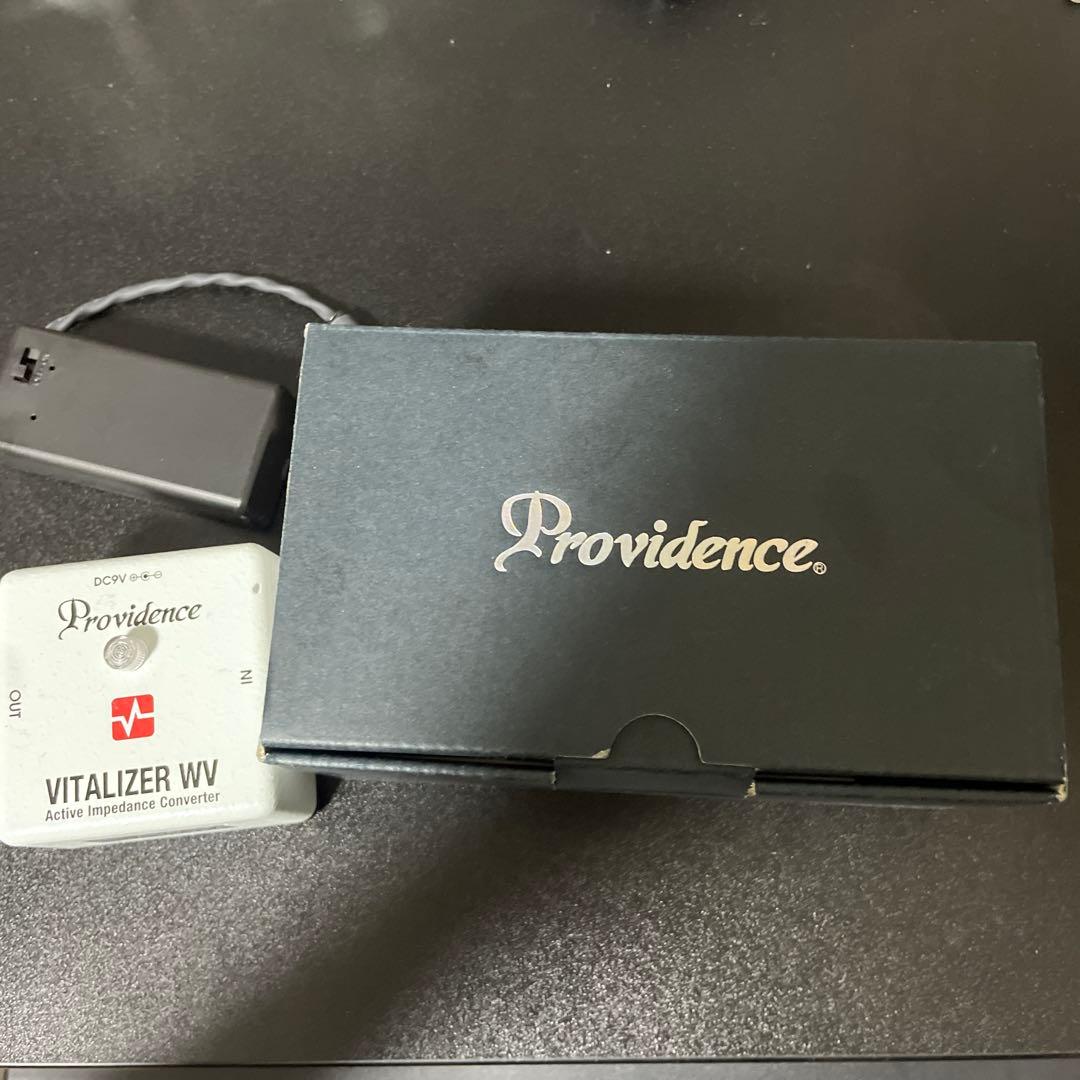 Providence®
DC9V
Providence
IN
OUT
VITALIZER WV
Active Impedance Converter